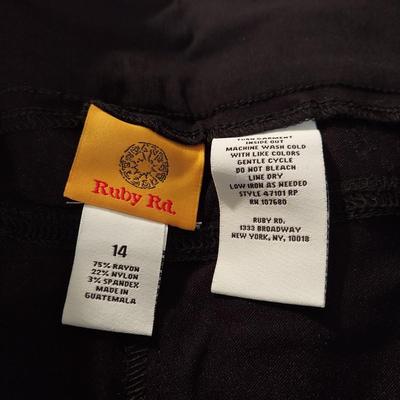 Ruby Rd.
14
75% RAYON
22% NYLON
3% SPANDEX
MADE IN
GUATEMALA
TURN GARMENT
INSIDE OUT
MACHINE WASH COLD
WITH LIKE COLORS
GENTLE CYCLE
DO NOT BLEACH
LINE DRY
LOW IRON AS NEEDED
STYLE 47101 RP
RN 107680
RUBY RD.
1333 BROADWAY
NEW YORK, NY, 10018